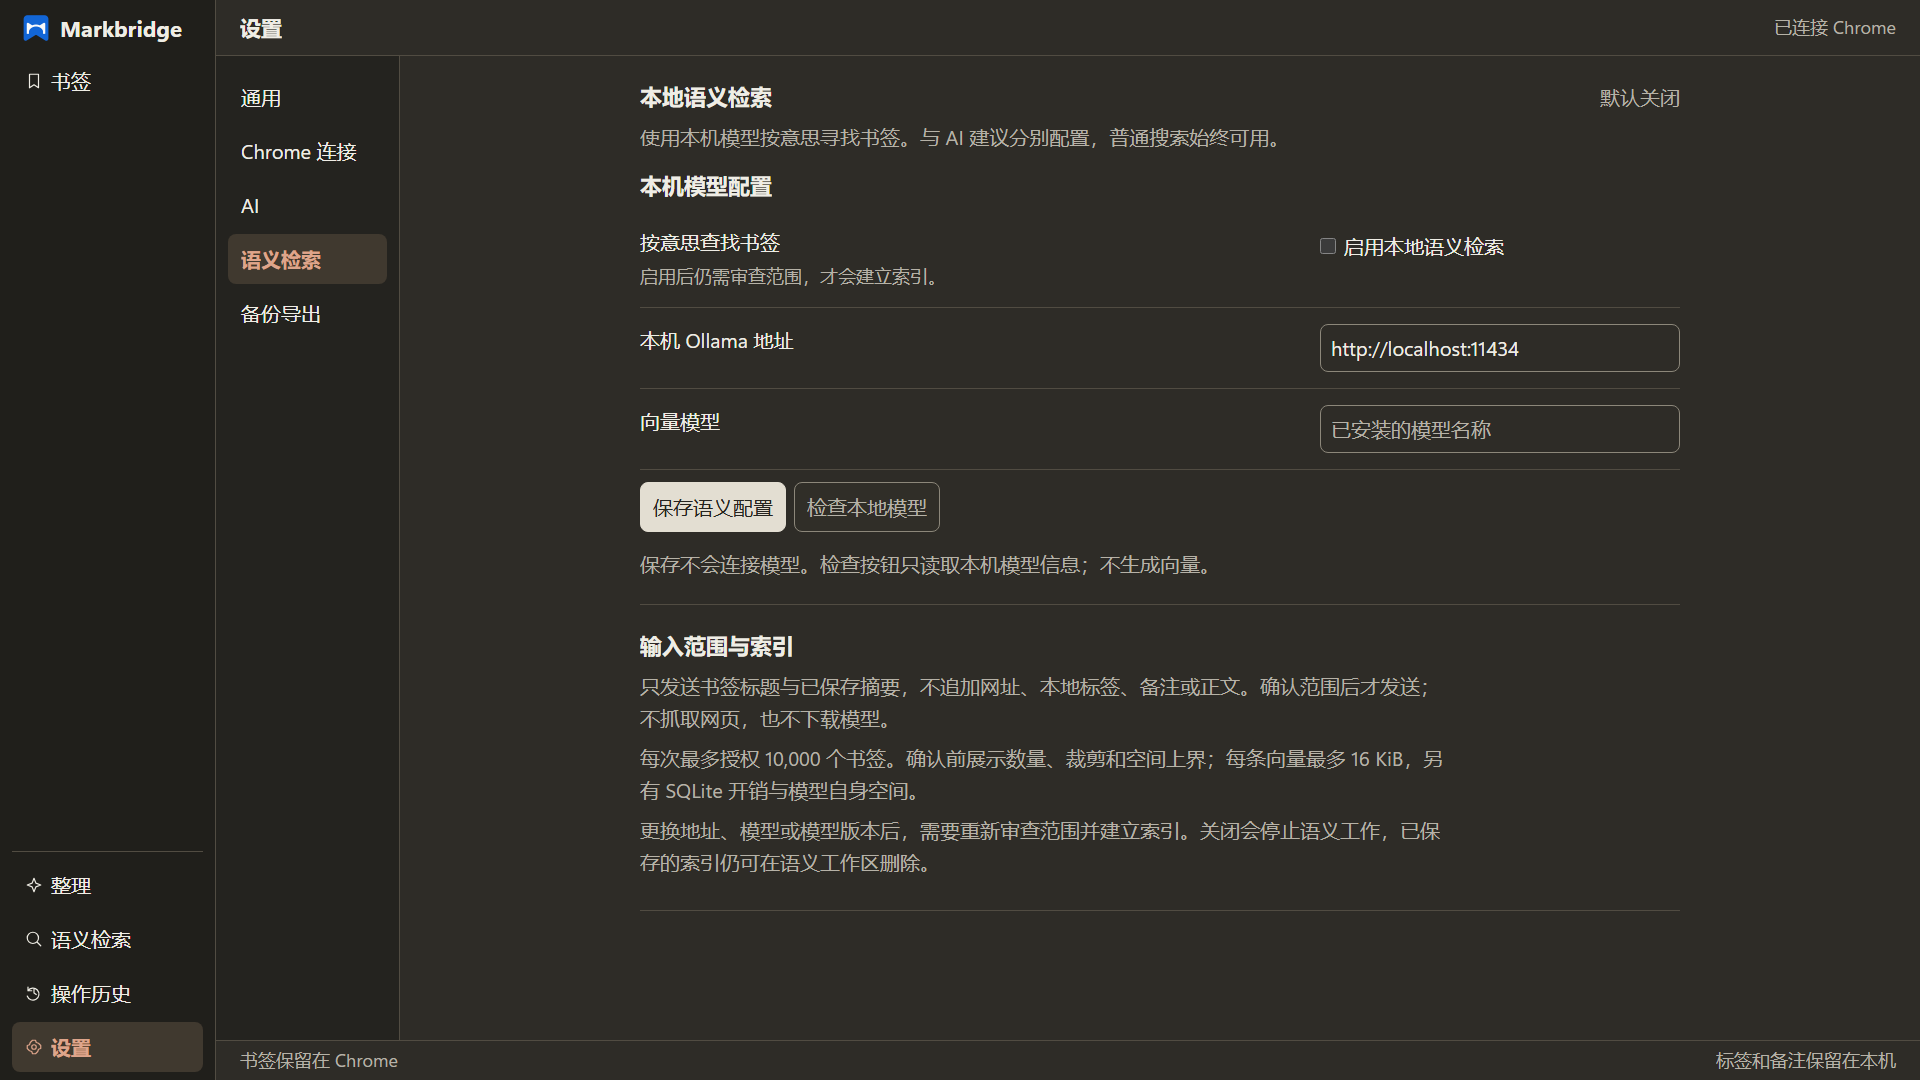 Markbridge
书签
整理
语义检索
操作历史
设置
设置
已连接 Chrome
通用
Chrome 连接
AI
语义检索
备份导出
本地语义检索
默认关闭
使用本机模型按意思寻找书签。与 AI 建议分别配置，普通搜索始终可用。
本机模型配置
按意思查找书签
启用后仍需审查范围，才会建立索引。
启用本地语义检索
本机 Ollama 地址
http://localhost:11434
向量模型
已安装的模型名称
保存语义配置
检查本地模型
保存不会连接模型。检查按钮只读取本机模型信息；不生成向量。
输入范围与索引
只发送书签标题与已保存摘要，不追加网址、本地标签、备注或正文。确认范围后才发送；
不抓取网页，也不下载模型。
每次最多授权 10,000 个书签。确认前展示数量、裁剪和空间上界；每条向量最多 16 KiB，另
有 SQLite 开销与模型自身空间。
更换地址、模型或模型版本后，需要重新审查范围并建立索引。关闭会停止语义工作，已保
存的索引仍可在语义工作区删除。
书签保留在 Chrome
标签和备注保留在本机